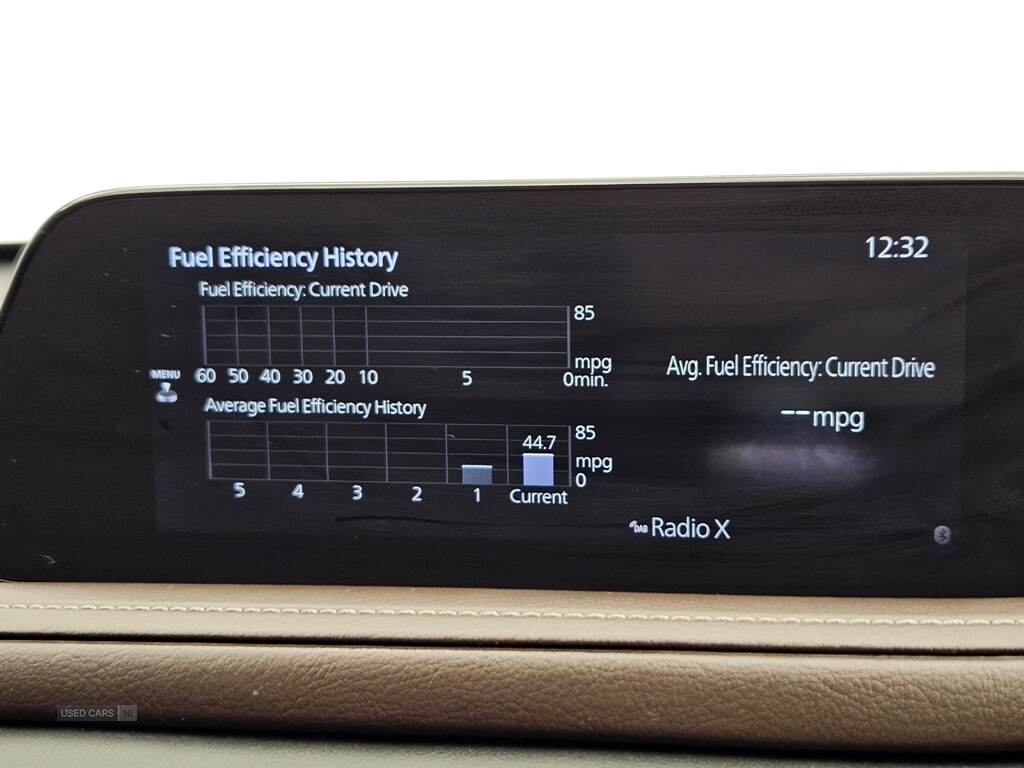 Fuel Efficiency History
12:32
Fuel Efficiency: Current Drive
85
mpg
MENU
60 50 40 30 20 10 5 0min.
Avg. Fuel Efficiency: Current Drive
--mpg
Average Fuel Efficiency History
85
44.7
mpg
0
5 4 3 2 1 Current
DAB Radio X
USED CARS NI